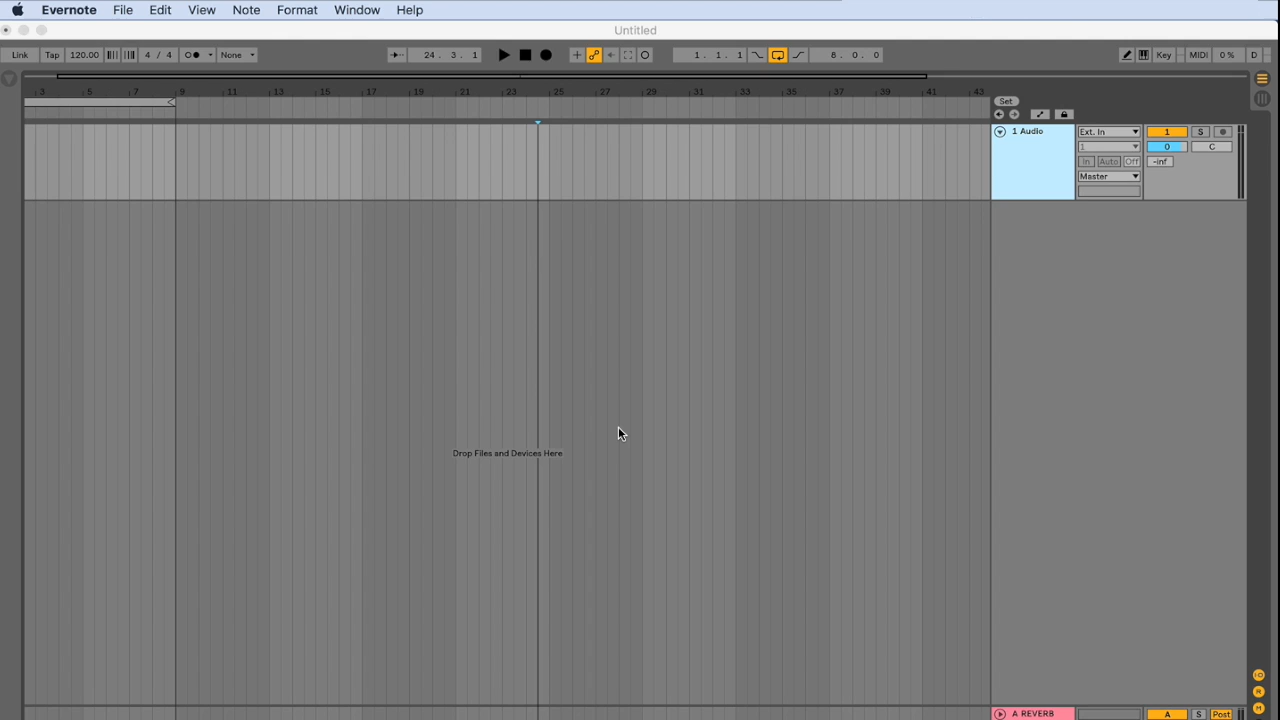 Evernote File Edit View Note Format Window Help
Untitled
Link Tap 120.00 4 / 4 None 24. 3. 1 1. 1. 1 6. 0. 0 Key MIDI 0 % D
3 5 7 9 11 13 15 17 19 21 23 25 27 29 31 33 35 37 39 41 43
Set
1 Audio Ext. In 1 S
1 0 C
In Auto Off -inf
Master
Drop Files and Devices Here
I·O
R
M
A REVERB A S Post